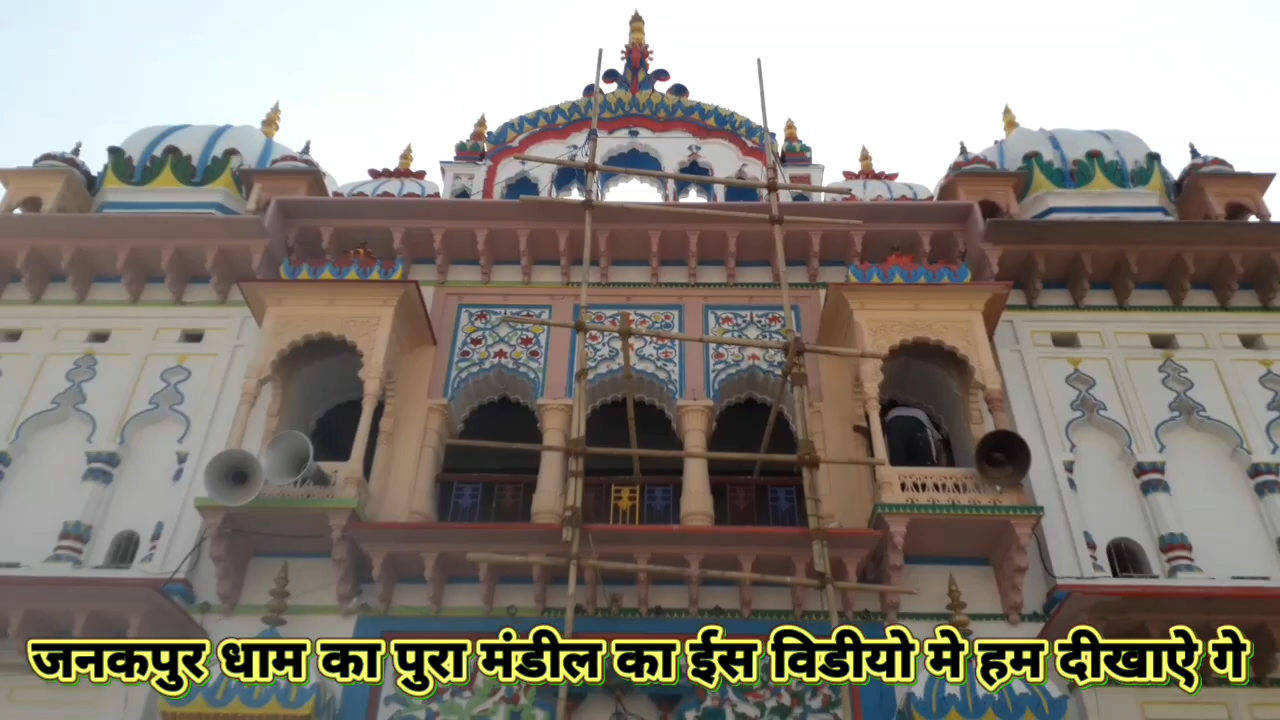 जनकपुर धाम का पुरा मंडील का ईस विडीयो मे हम दीखाऐ गे